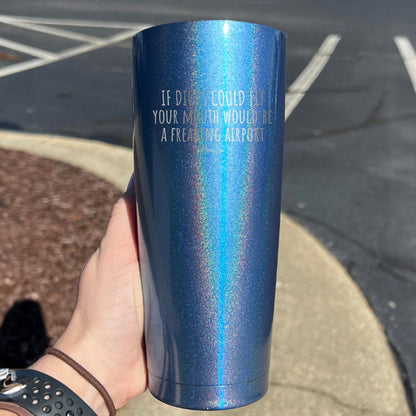 IF DICKS COULD FLY
YOUR MOUTH WOULD BE
A FREAKING AIRPORT